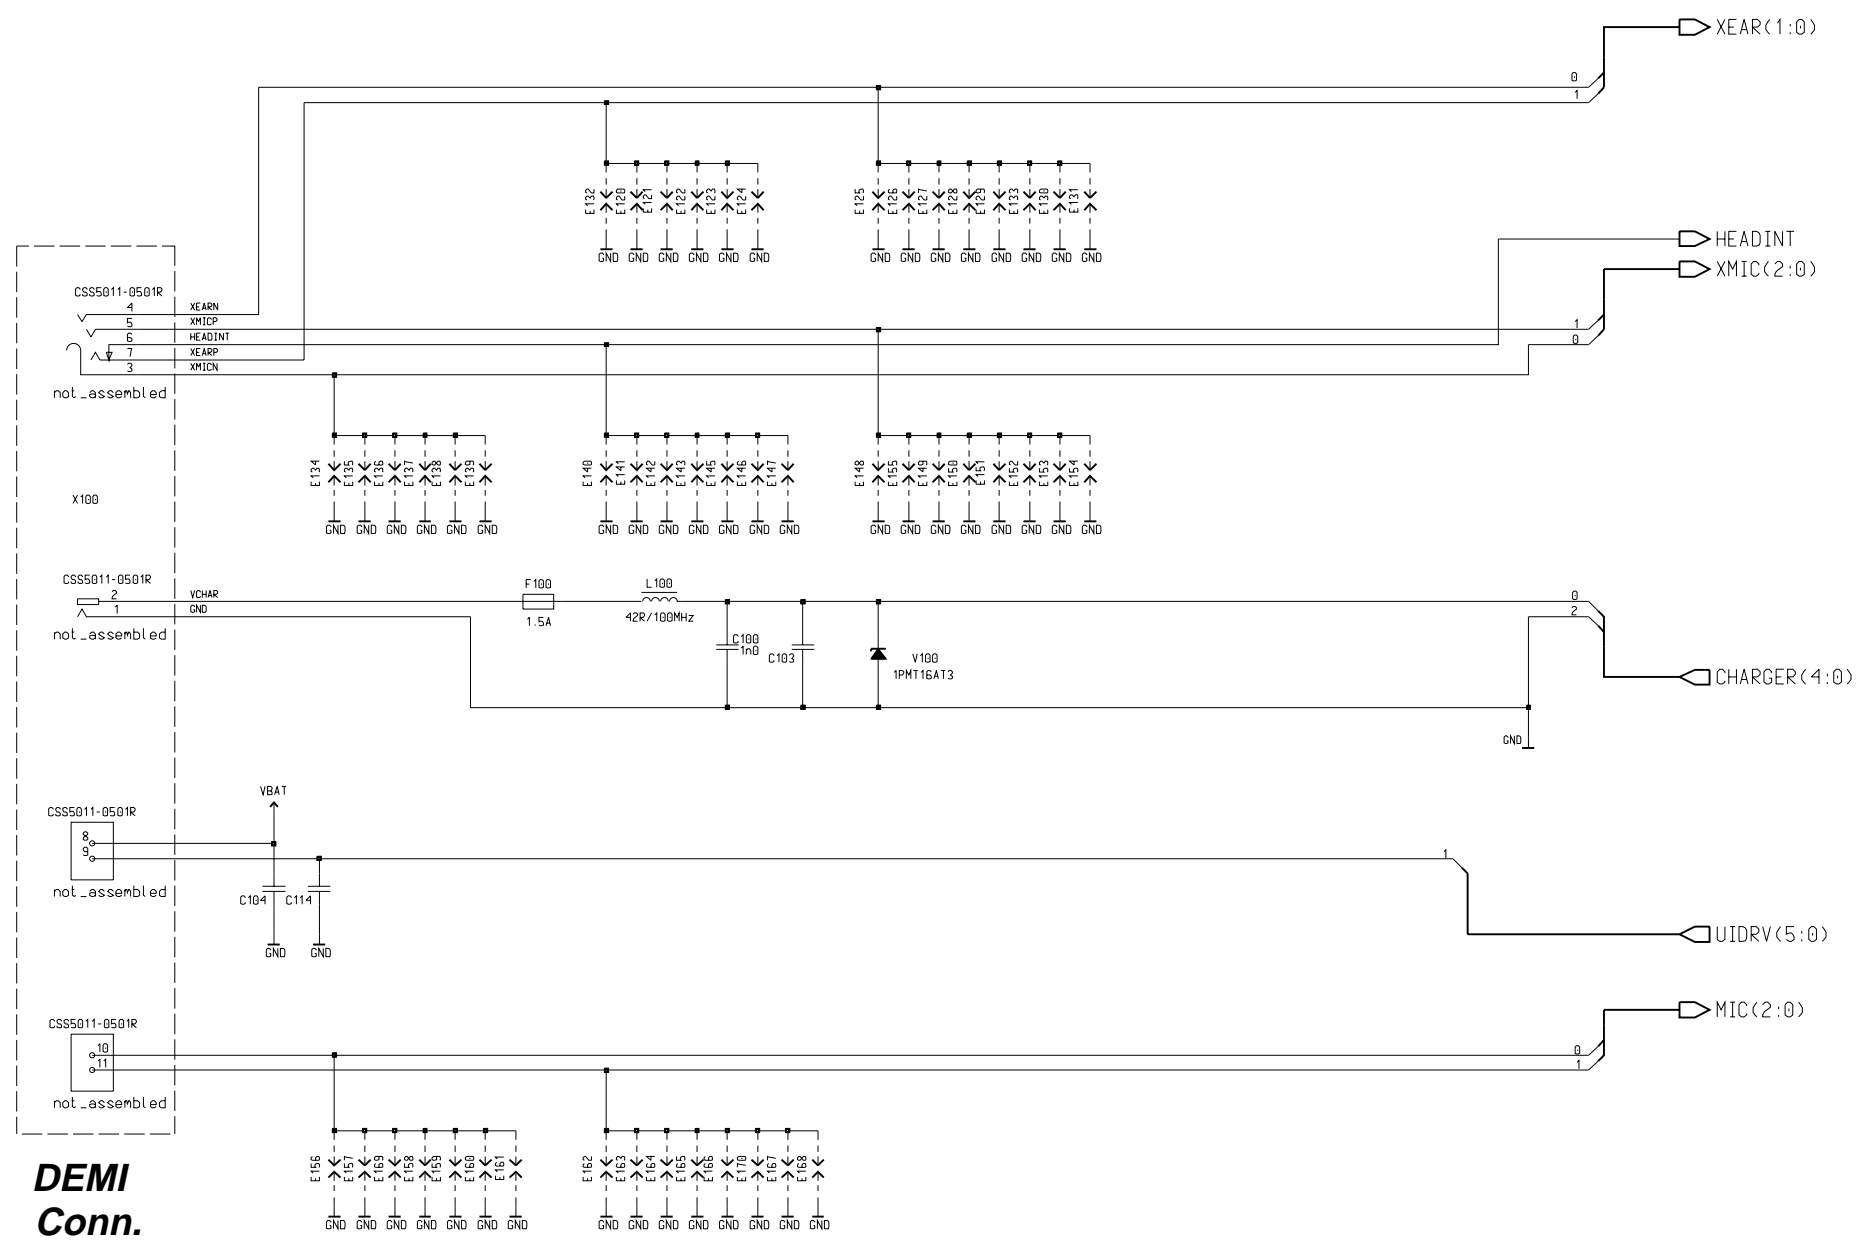 XEAR(1:0)
0
1
E132 E120 E121 E122 E123 E124
E125 E126 E127 E128 E129 E133 E130 E131
GND GND GND GND GND GND
GND GND GND GND GND GND GND GND
HEADINT
XMIC(2:0)
CSS5011-0501R
4 XEARN
5 XMICP
6 HEADINT
7 XEARP
3 XMICN
1
0
not_assembled
E134 E135 E136 E137 E138 E139
E140 E141 E142 E143 E145 E146 E147
E148 E155 E149 E150 E151 E152 E153 E154
X100
GND GND GND GND GND GND
GND GND GND GND GND GND GND
GND GND GND GND GND GND GND GND
CSS5011-0501R
2 VCHAR
1 GND
not_assembled
F100
1.5A
L100
42R/100MHz
0
2
C100
1n0
C103
V100
1PMT16AT3
CHARGER(4:0)
GND
VBAT
CSS5011-0501R
8
9
1
not_assembled
C104 C114
GND GND
UIDRV(5:0)
MIC(2:0)
CSS5011-0501R
10
11
0
1
not_assembled
E156 E157 E169 E158 E159 E160 E161
E162 E163 E164 E165 E166 E170 E167 E168
GND GND GND GND GND GND GND
GND GND GND GND GND GND GND GND
DEMI
Conn.